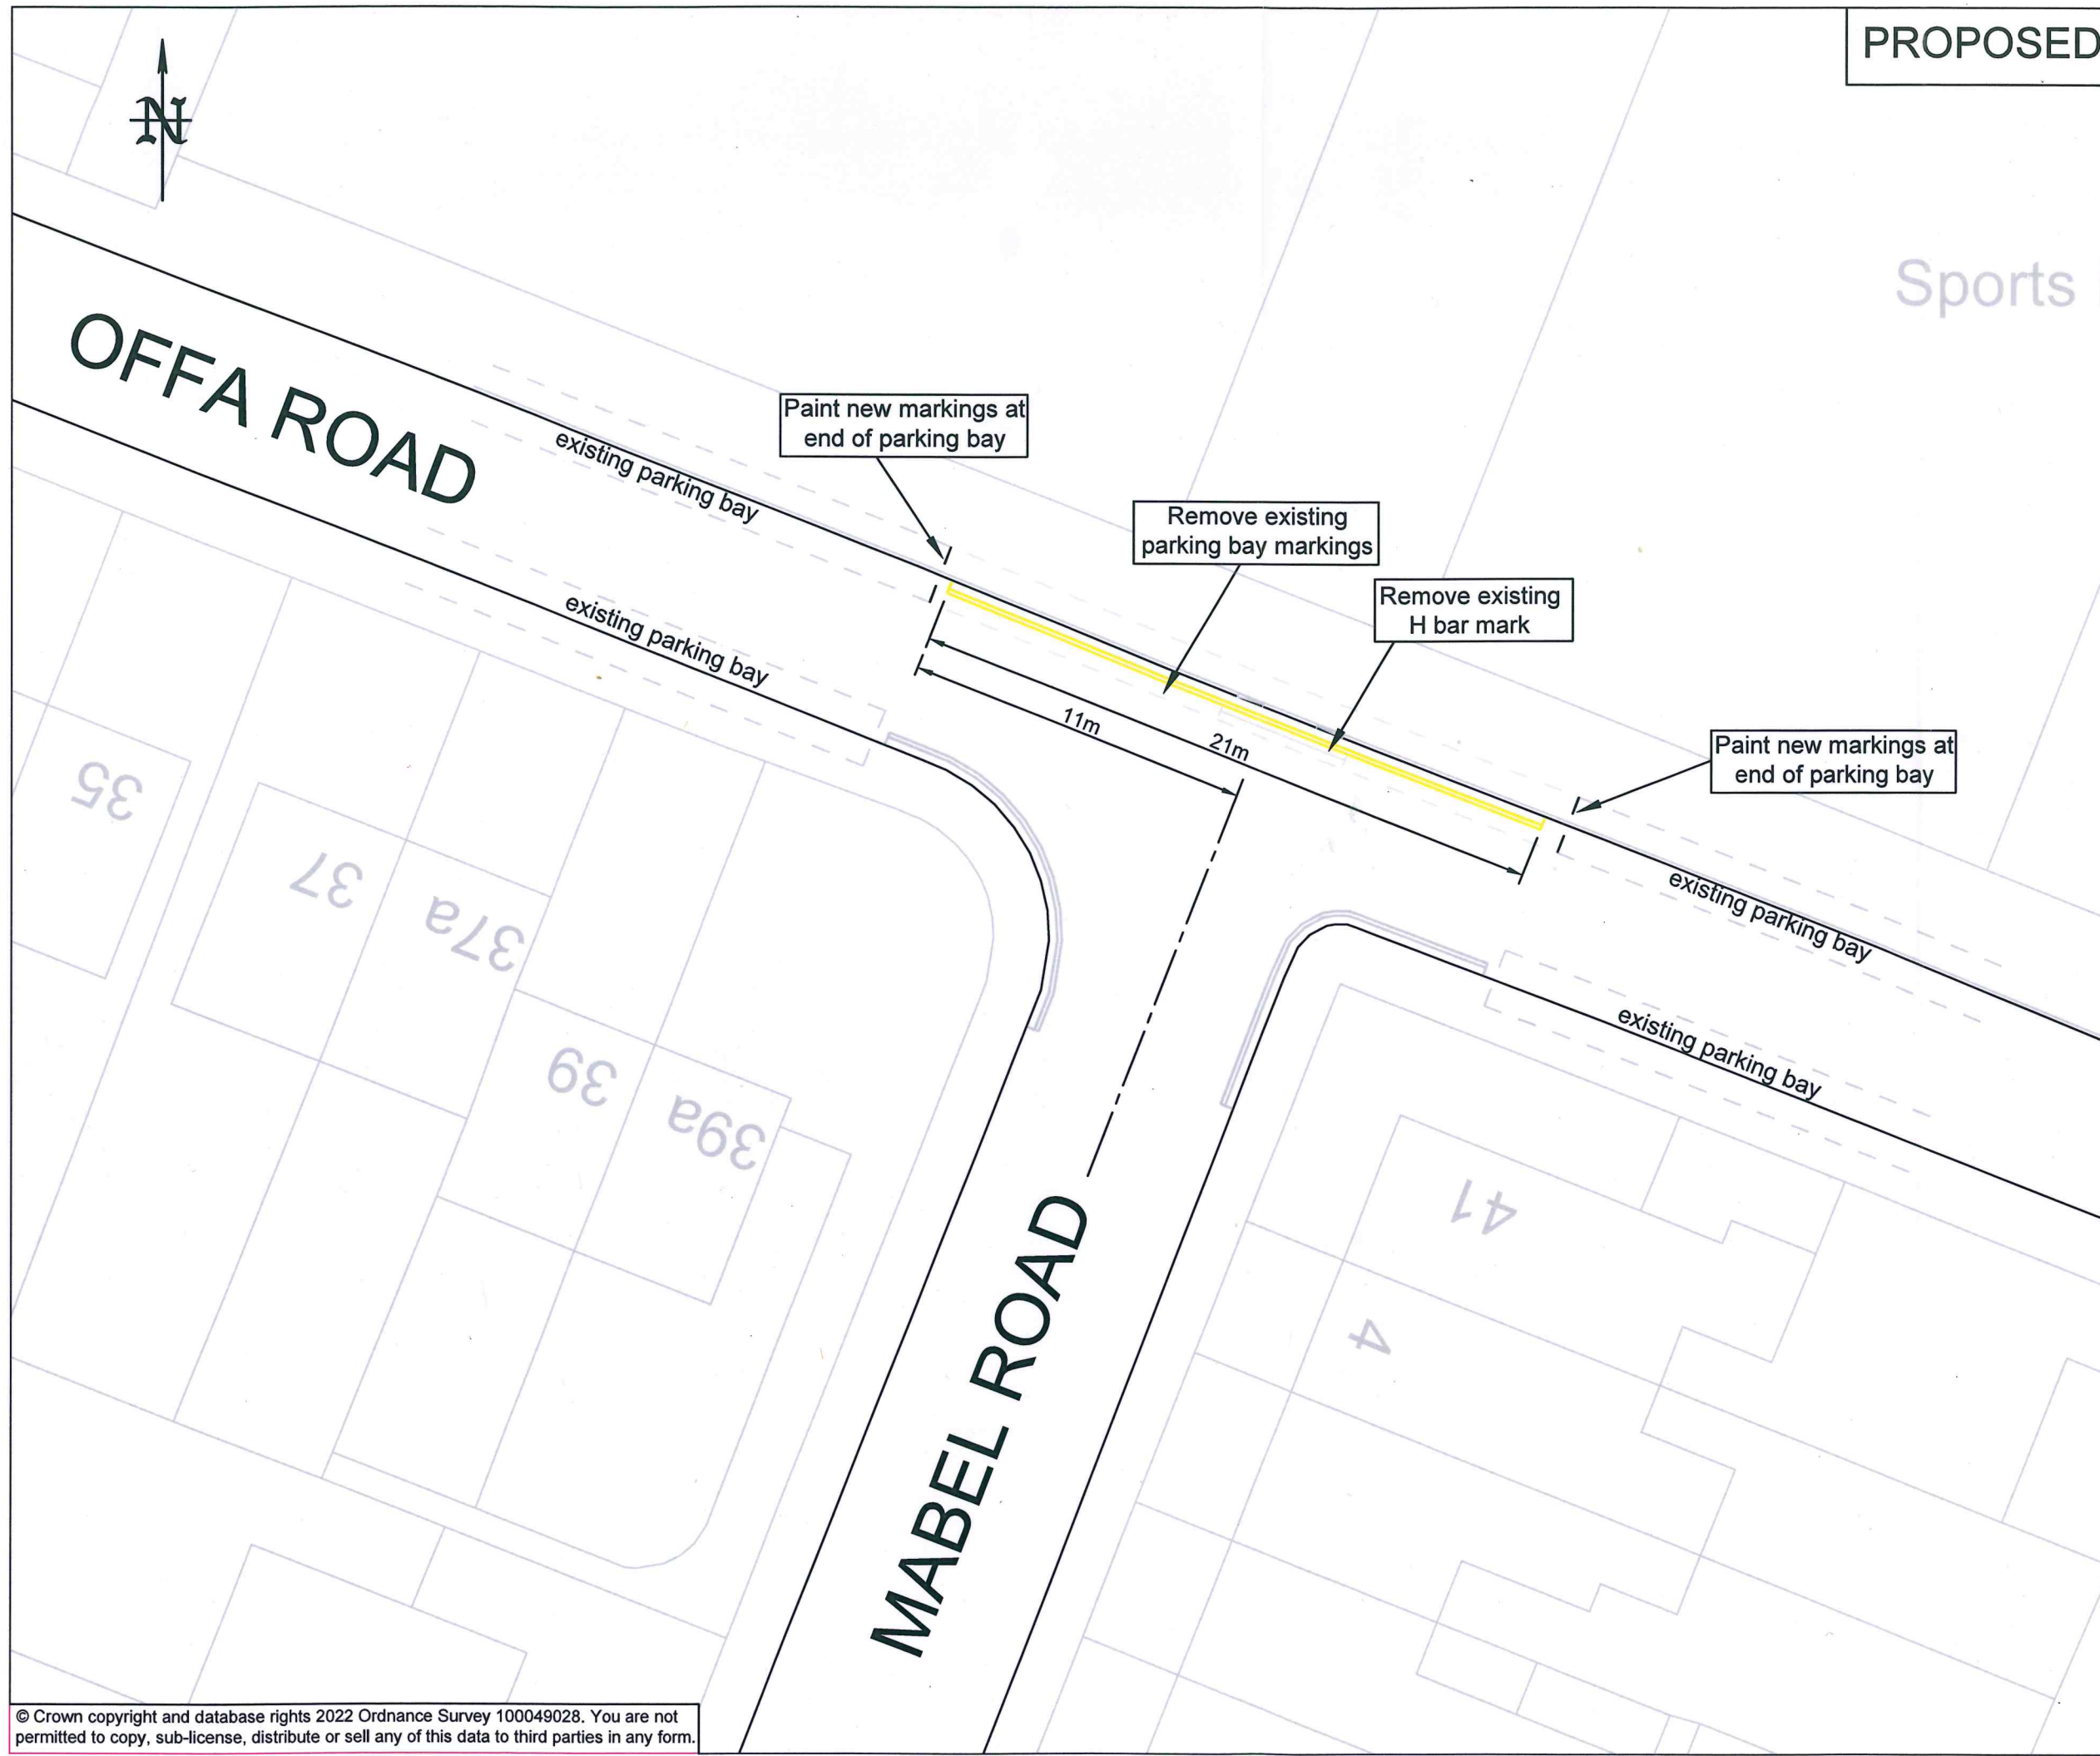 PROPOSED
N
Sports
OFFA ROAD
Paint new markings at
end of parking bay
existing parking bay
Remove existing
parking bay markings
Remove existing
H bar mark
existing parking bay
11m
21m
Paint new markings at
end of parking bay
35
37
37a
existing parking bay
existing parking bay
39
39a
41
4
MABEL ROAD
© Crown copyright and database rights 2022 Ordnance Survey 100049028. You are not
permitted to copy, sub-license, distribute or sell any of this data to third parties in any form.